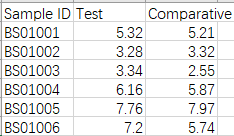 Sample ID Test Comparative
BS01001 5.32 5.21
BS01002 3.28 3.32
BS01003 3.34 2.55
BS01004 6.16 5.87
BS01005 7.76 7.97
BS01006 7.2 5.74